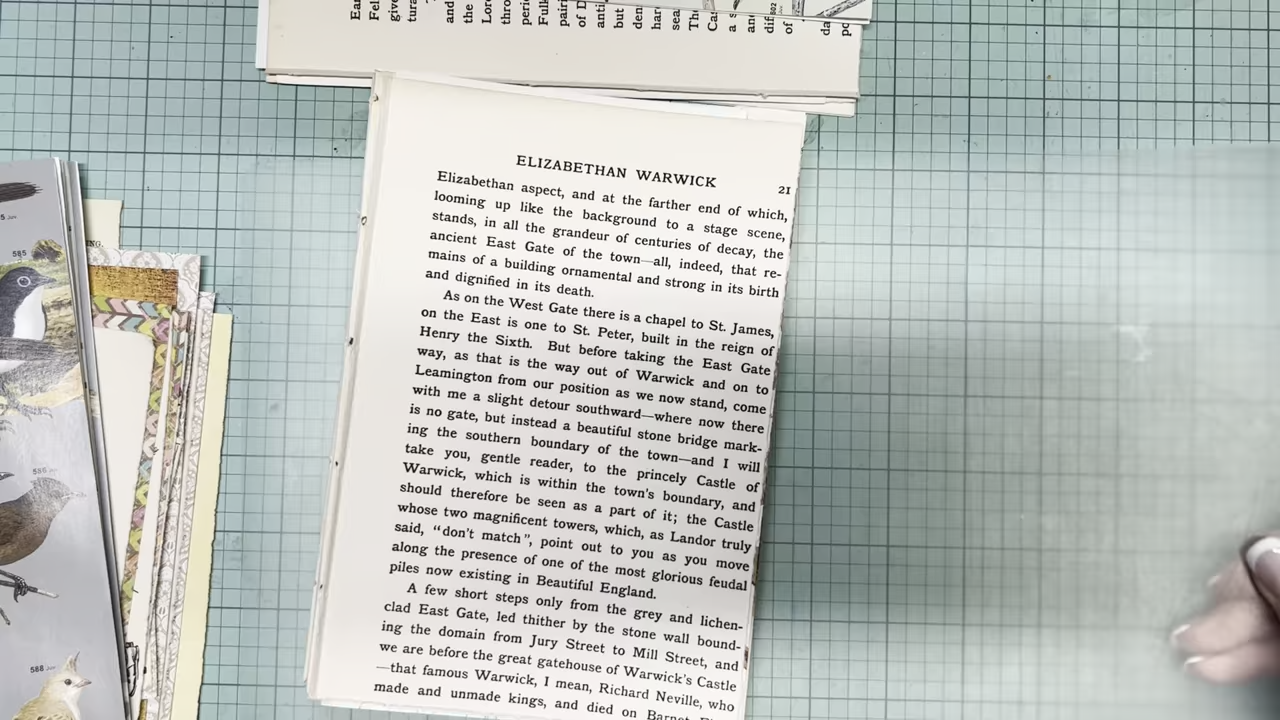 ELIZABETHAN WARWICK
21
Elizabethan aspect, and at the farther end of which,
looming up like the background to a stage scene,
stands, in all the grandeur of centuries of decay, the
ancient East Gate of the town—all, indeed, that re-
mains of a building ornamental and strong in its birth
and dignified in its death.
As on the West Gate there is a chapel to St. James,
on the East is one to St. Peter, built in the reign of
Henry the Sixth. But before taking the East Gate
way, as that is the way out of Warwick and on to
Leamington from our position as we now stand, come
with me a slight detour southward—where now there
is no gate, but instead a beautiful stone bridge mark-
ing the southern boundary of the town—and I will
take you, gentle reader, to the princely Castle of
Warwick, which is within the town's boundary, and
should therefore be seen as a part of it; the Castle
whose two magnificent towers, which, as Landor truly
said, "don't match", point out to you as you move
along the presence of one of the most glorious feudal
piles now existing in Beautiful England.
A few short steps only from the grey and lichen-
clad East Gate, led thither by the stone wall bound-
ing the domain from Jury Street to Mill Street, and
we are before the great gatehouse of Warwick's Castle
—that famous Warwick, I mean, Richard Neville, who
made and unmade kings, and died on Barnet
585
586
588